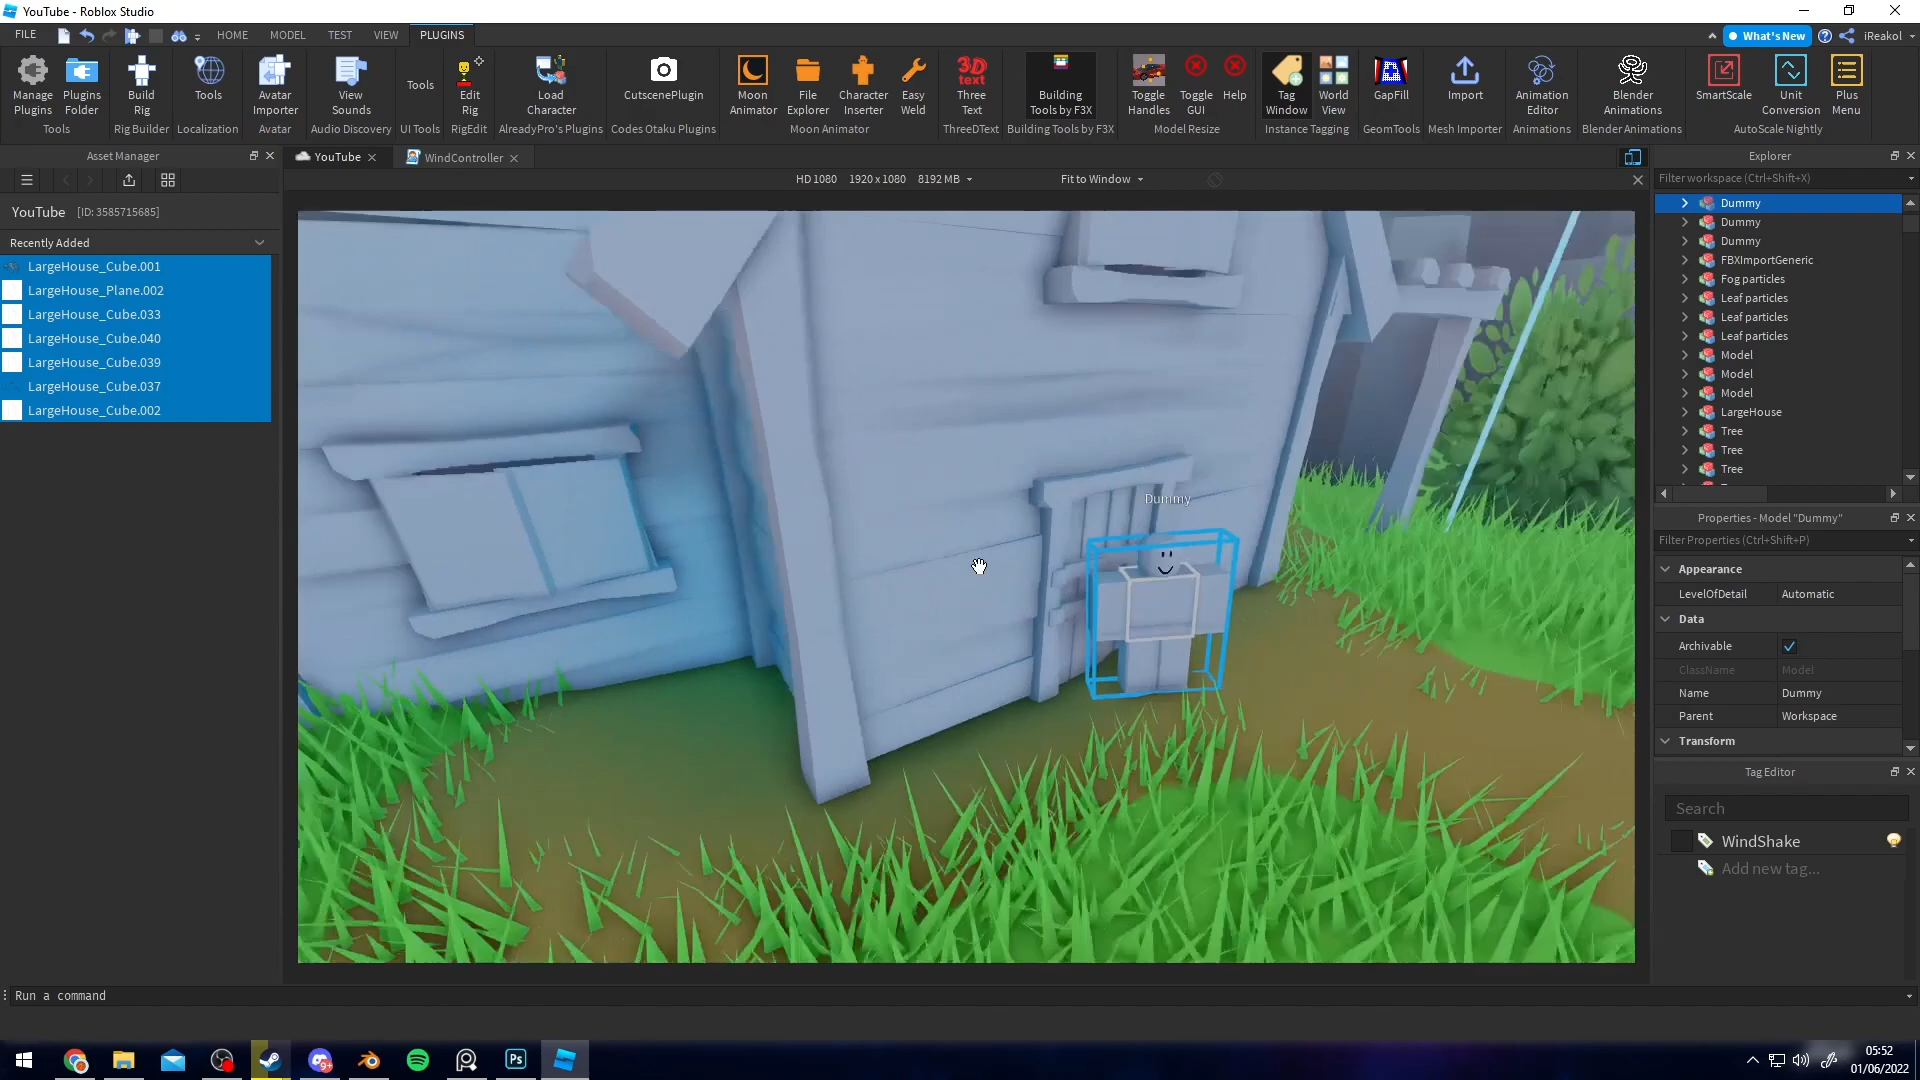 YouTube - Roblox Studio
FILE HOME MODEL TEST VIEW PLUGINS What's New iReakol
Manage Plugins
Plugins Folder
Tools
Build Rig
Rig Builder
Tools
Localization
Avatar Importer
Avatar
View Sounds
Audio Discovery
Tools
UI Tools
Edit Rig
RigEdit
Load Character
AlreadyPro's Plugins
CutscenePlugin
Codes Otaku Plugins
Moon Animator
File Explorer
Character Inserter
Easy Weld
Moon Animator
3D text
Three Text
ThreeDText
Building Tools by F3X
Building Tools by F3X
Toggle Handles
Toggle GUI
Help
Model Resize
Tag Window
World View
Instance Tagging
GapFill
GeomTools
Import
Mesh Importer
Animation Editor
Animations
Blender Animations
Blender Animations
SmartScale
Unit Conversion
Plus Menu
AutoScale Nightly
Asset Manager
YouTube
WindController
HD 1080 1920 x 1080 8192 MB Fit to Window
YouTube [ID: 3585715685]
Recently Added
LargeHouse_Cube.001
LargeHouse_Plane.002
LargeHouse_Cube.033
LargeHouse_Cube.040
LargeHouse_Cube.039
LargeHouse_Cube.037
LargeHouse_Cube.002
Dummy
Explorer
Filter workspace (Ctrl+Shift+X)
Dummy
Dummy
Dummy
FBXImportGeneric
Fog particles
Leaf particles
Leaf particles
Leaf particles
Model
Model
Model
LargeHouse
Tree
Tree
Tree
Properties - Model "Dummy"
Filter Properties (Ctrl+Shift+P)
Appearance
LevelOfDetail Automatic
Data
Archivable
ClassName Model
Name Dummy
Parent Workspace
Transform
Tag Editor
Search
WindShake
Add new tag...
Run a command
9+
Ps
05:52
01/06/2022